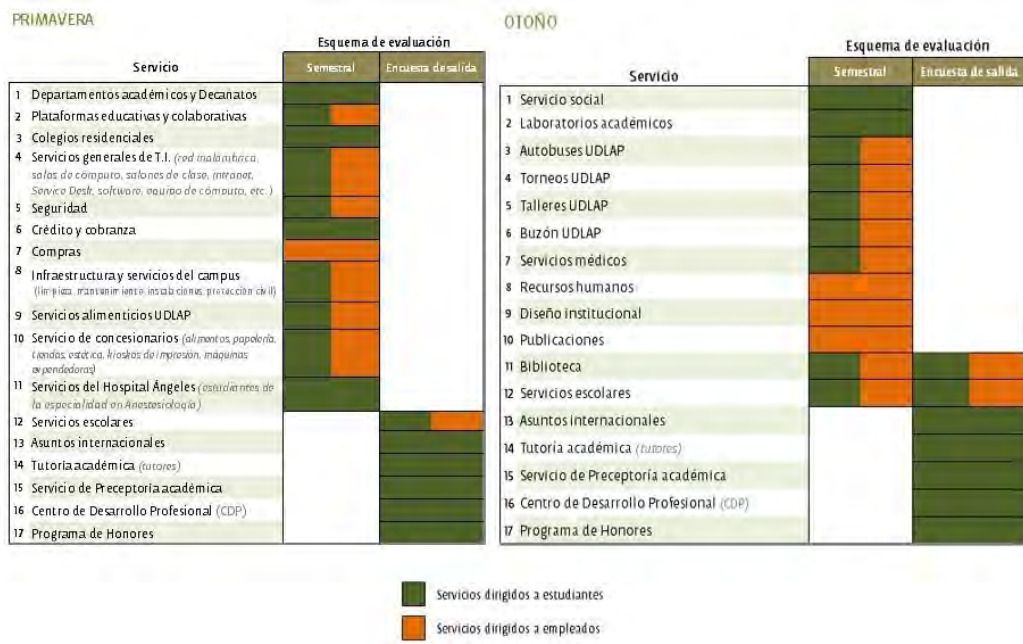 PRIMAVERA
Esquema de evaluación
Servicio
Semestral
Encuesta de salida
1 Departamentos académicos y Decanatos
2 Plataformas educativas y colaborativas
3 Colegios residenciales
4 Servicios generales de T.I. (red inalámbrica,
salas de cómputo, salones de clase, intranet,
Service Desk, software, equipo de cómputo, etc.)
5 Seguridad
6 Crédito y cobranza
7 Compras
8 Infraestructura y servicios del campus
(limpieza, mantenimiento, instalaciones, protección civil)
9 Servicios alimenticios UDLAP
10 Servicio de concesionarios (alimentos, papelería,
tiendas, estética, kioskos de impresión, máquinas
expendedoras)
11 Servicios del Hospital Ángeles (estudiantes de
la especialidad en Anestesiología)
12 Servicios escolares
13 Asuntos internacionales
14 Tutoría académica (tutores)
15 Servicio de Preceptoría académica
16 Centro de Desarrollo Profesional (CDP)
17 Programa de Honores
OTOÑO
Esquema de evaluación
Servicio
Semestral
Encuesta de salida
1 Servicio social
2 Laboratorios académicos
3 Autobuses UDLAP
4 Torneos UDLAP
5 Talleres UDLAP
6 Buzón UDLAP
7 Servicios médicos
8 Recursos humanos
9 Diseño institucional
10 Publicaciones
11 Biblioteca
12 Servicios escolares
13 Asuntos internacionales
14 Tutoría académica (tutores)
15 Servicio de Preceptoría académica
16 Centro de Desarrollo Profesional (CDP)
17 Programa de Honores
Servicios dirigidos a estudiantes
Servicios dirigidos a empleados